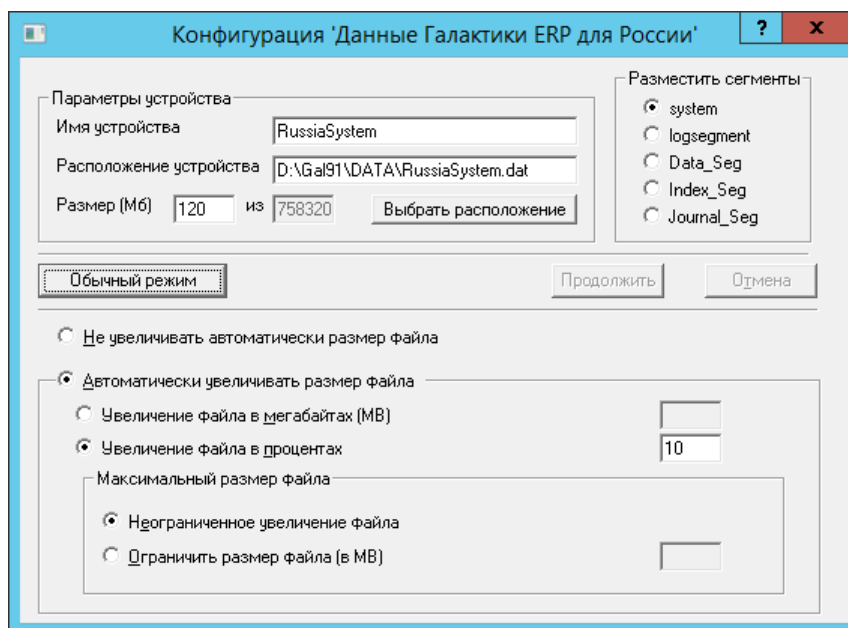 Конфигурация 'Данные Галактики ERP для России'
? x
Параметры устройства
Имя устройства RussiaSystem
Расположение устройства D:\Gal91\DATA\RussiaSystem.dat
Размер (Мб) 120 из 758320 Выбрать расположение
Разместить сегменты
system
logsegment
Data_Seg
Index_Seg
Journal_Seg
Обычный режим Продолжить Отмена
Не увеличивать автоматически размер файла
Автоматически увеличивать размер файла
Увеличение файла в мегабайтах (MB)
Увеличение файла в процентах 10
Максимальный размер файла
Неограниченное увеличение файла
Ограничить размер файла (в MB)